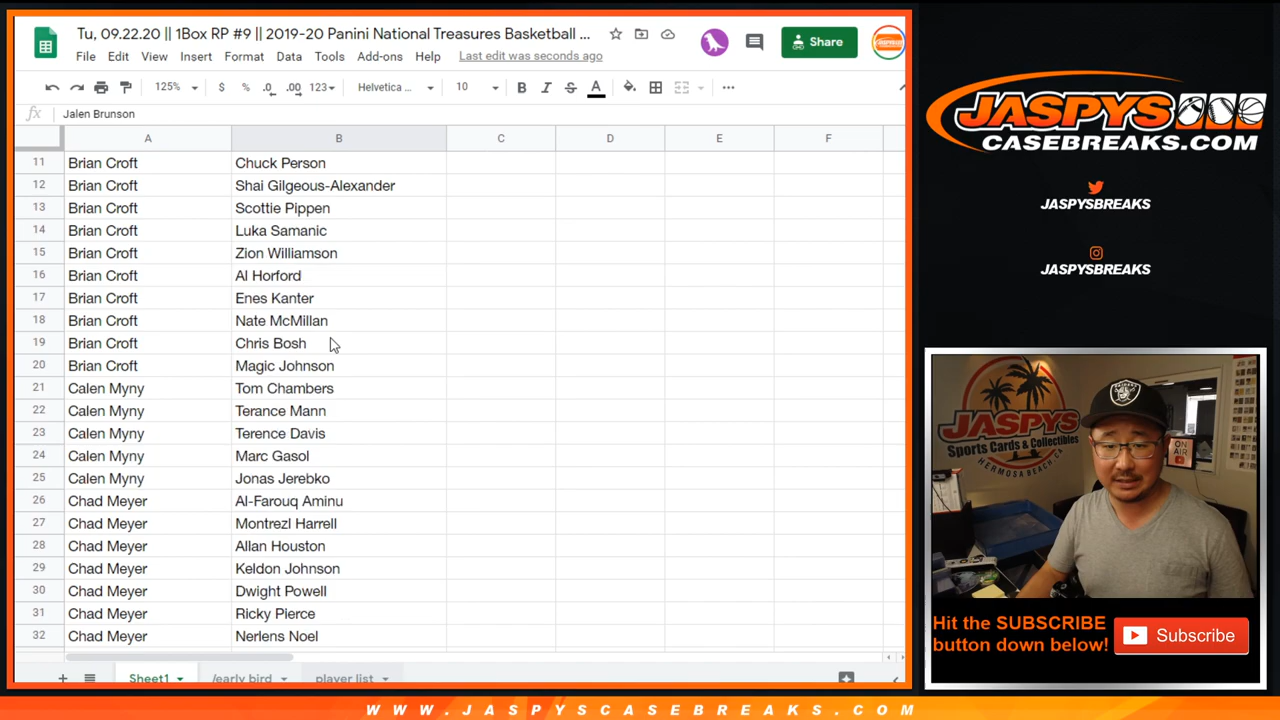 Tu, 09.22.20 || 1Box RP #9 || 2019-20 Panini National Treasures Basketball ...
Share
File Edit View Insert Format Data Tools Add-ons Help Last edit was seconds ago
125% $ % .0 .00 123 Helvetica ... 10 B I S A
fx Jalen Brunson
A B C D E F
11 Brian Croft Chuck Person
12 Brian Croft Shai Gilgeous-Alexander
13 Brian Croft Scottie Pippen
14 Brian Croft Luka Samanic
15 Brian Croft Zion Williamson
16 Brian Croft Al Horford
17 Brian Croft Enes Kanter
18 Brian Croft Nate McMillan
19 Brian Croft Chris Bosh
20 Brian Croft Magic Johnson
21 Calen Myny Tom Chambers
22 Calen Myny Terance Mann
23 Calen Myny Terence Davis
24 Calen Myny Marc Gasol
25 Calen Myny Jonas Jerebko
26 Chad Meyer Al-Farouq Aminu
27 Chad Meyer Montrezl Harrell
28 Chad Meyer Allan Houston
29 Chad Meyer Keldon Johnson
30 Chad Meyer Dwight Powell
31 Chad Meyer Ricky Pierce
32 Chad Meyer Nerlens Noel
Sheet1 /early bird player list
JASPYS
CASEBREAKS.COM
JASPYSBREAKS
JASPYSBREAKS
JASPYS
Sports Cards & Collectibles
HERMOSA BEACH, CA
ON
AIR
RAIDERS
Hit the SUBSCRIBE
button down below!
Subscribe
WWW.JASPYSCASEBREAKS.COM